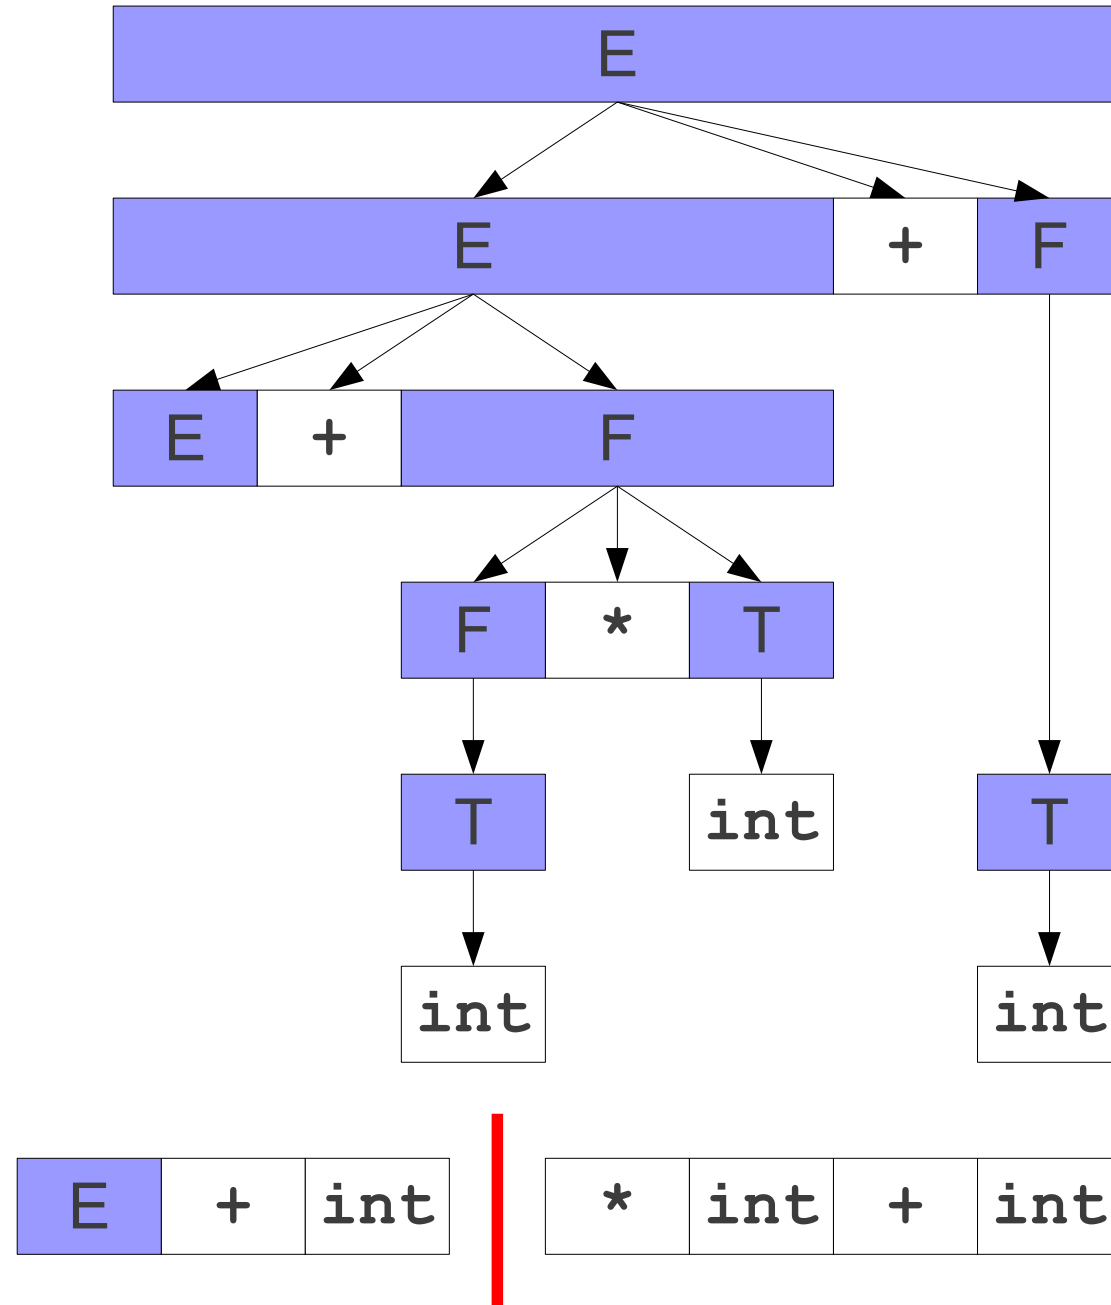 E
E + F
E + F
F * T
T int T
int int
E + int * int + int